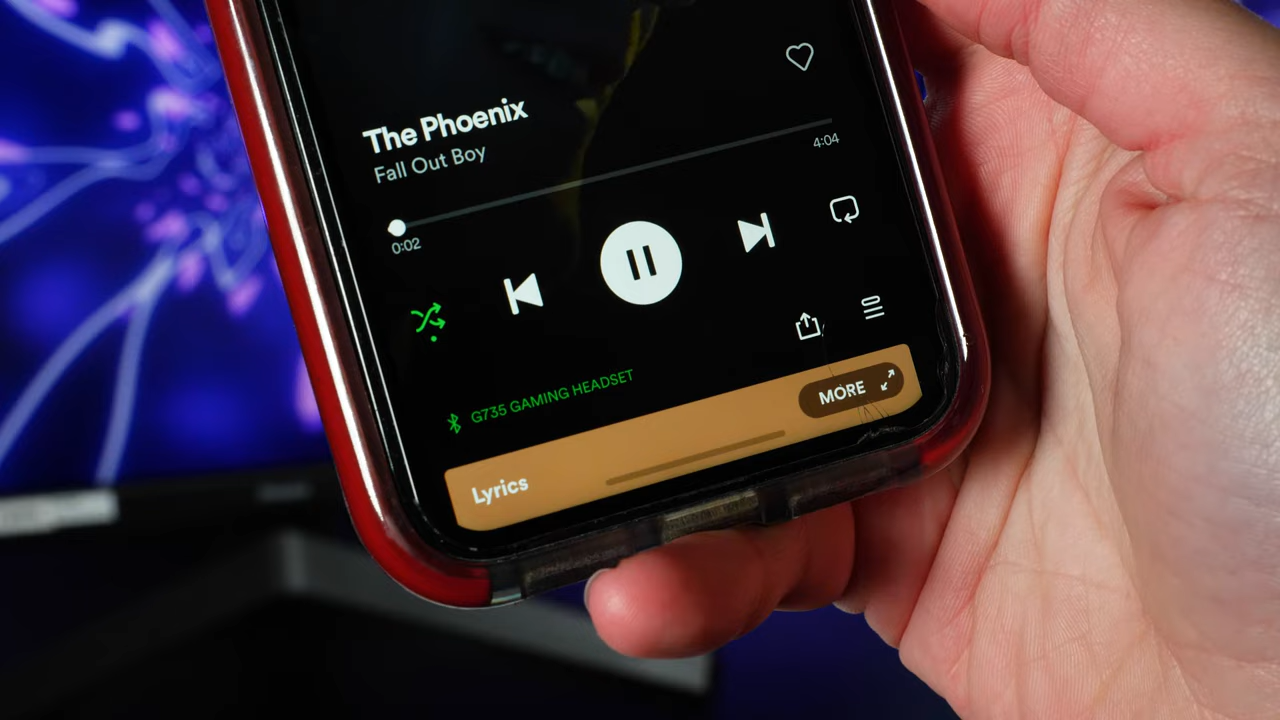 The Phoenix
Fall Out Boy
0:02
4:04
G735 GAMING HEADSET
Lyrics
MORE